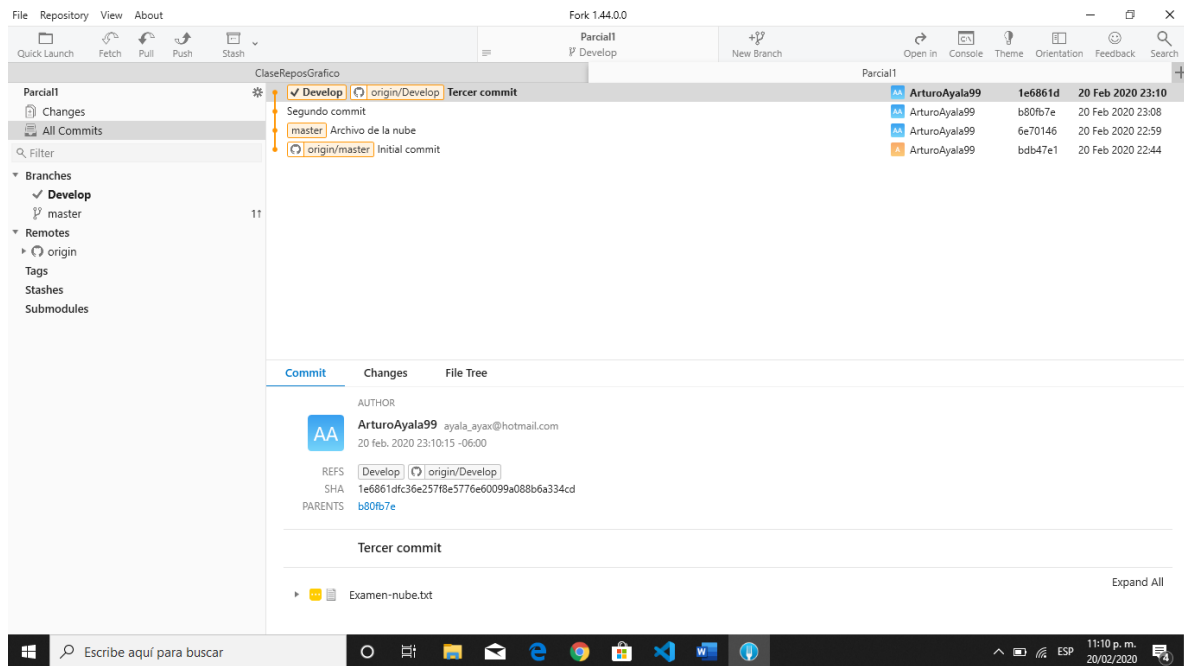 File Repository View About Fork 1.44.0.0
Quick Launch Fetch Pull Push Stash Parcial1 Develop New Branch Open in Console Theme Orientation Feedback Search
ClaseReposGrafico Parcial1
Parcial1
Changes
All Commits
Filter
Branches
Develop
master 1↑
Remotes
origin
Tags
Stashes
Submodules
Develop origin/Develop Tercer commit AA ArturoAyala99 1e6861d 20 Feb 2020 23:10
Segundo commit AA ArturoAyala99 b80fb7e 20 Feb 2020 23:08
master Archivo de la nube AA ArturoAyala99 6e70146 20 Feb 2020 22:59
origin/master Initial commit A ArturoAyala99 bdb47e1 20 Feb 2020 22:44
Commit Changes File Tree
AUTHOR
AA ArturoAyala99 ayala_ayax@hotmail.com
20 feb. 2020 23:10:15 -06:00
REFS Develop origin/Develop
SHA 1e6861dfc36e257f8e5776e60099a088b6a334cd
PARENTS b80fb7e
Tercer commit
Expand All
Examen-nube.txt
Escribe aquí para buscar ESP 11:10 p. m.
20/02/2020 4